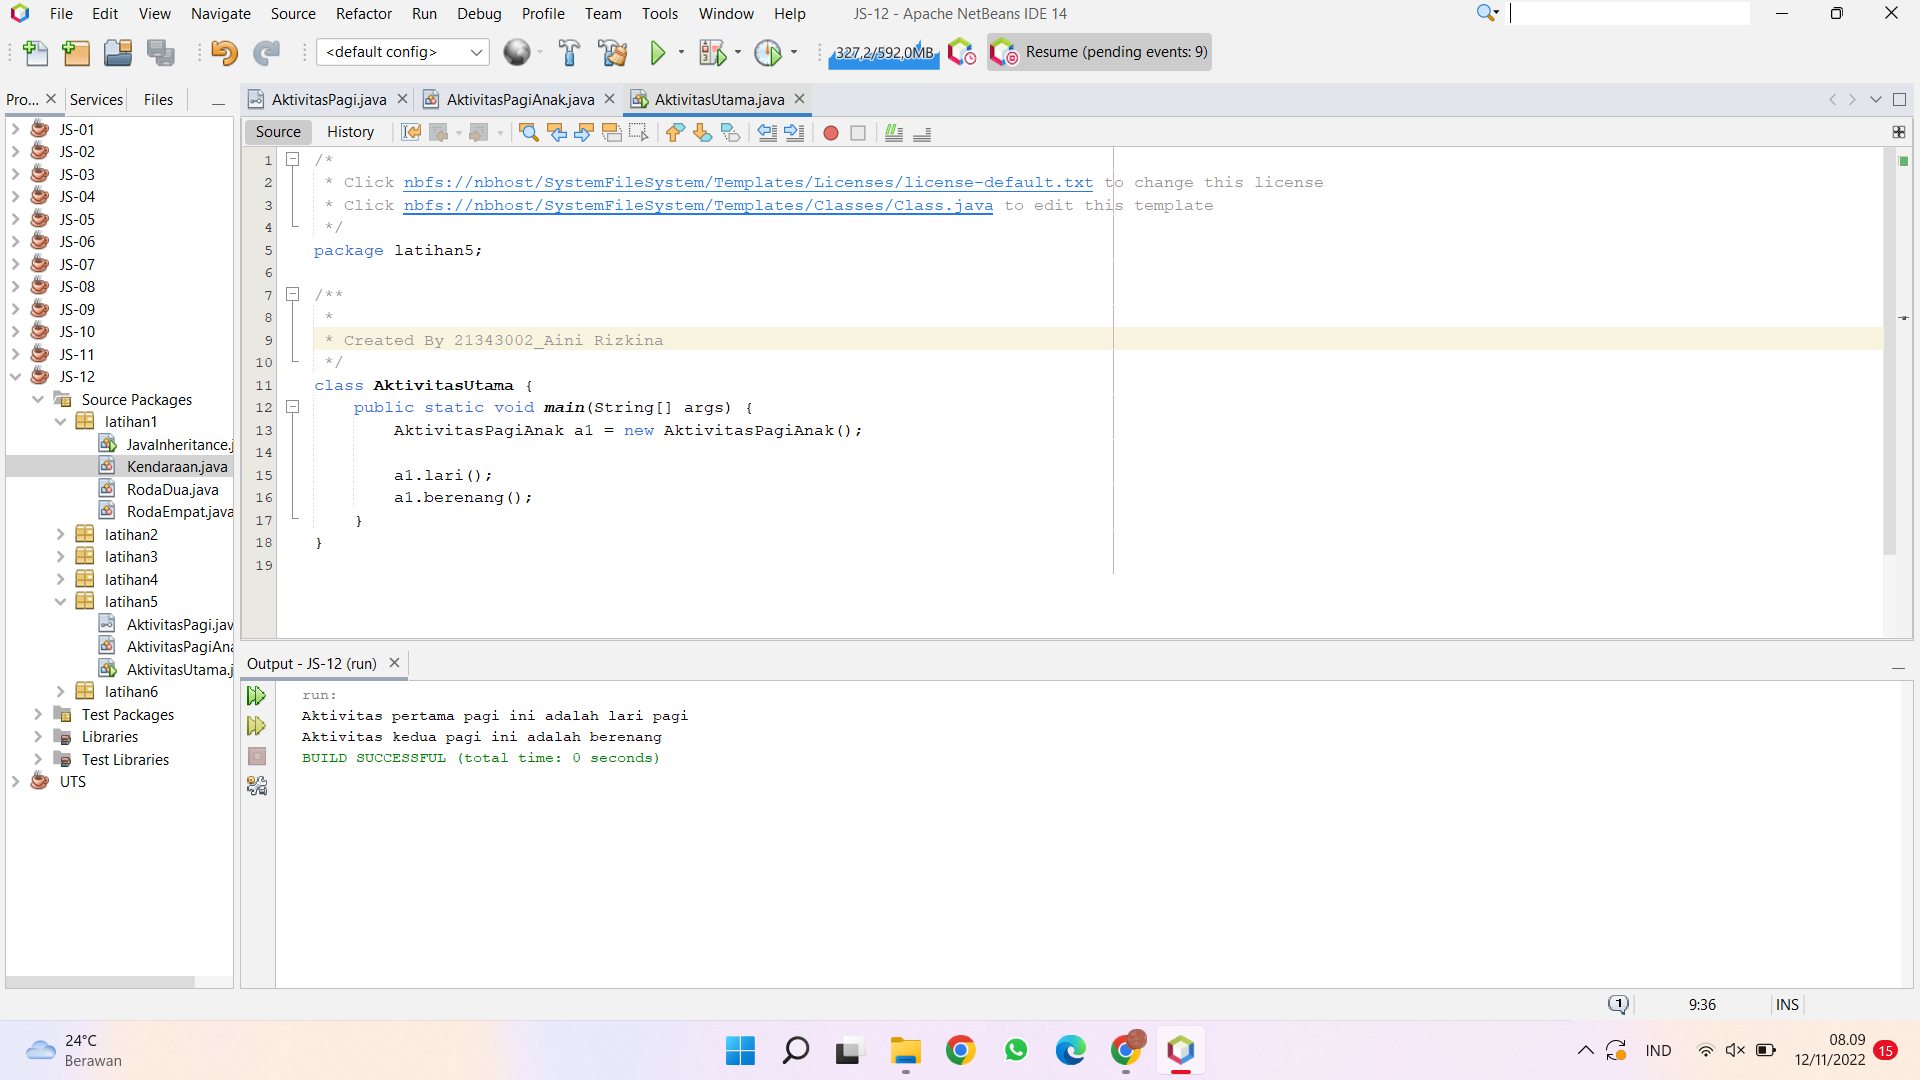 File Edit View Navigate Source Refactor Run Debug Profile Team Tools Window Help JS-12 - Apache NetBeans IDE 14
<default config> 327,2/592,0MB Resume (pending events: 9)
Pro... Services Files
AktivitasPagi.java AktivitasPagiAnak.java AktivitasUtama.java
Source History
JS-01
JS-02
JS-03
JS-04
JS-05
JS-06
JS-07
JS-08
JS-09
JS-10
JS-11
JS-12
Source Packages
latihan1
JavaInheritance.j
Kendaraan.java
RodaDua.java
RodaEmpat.java
latihan2
latihan3
latihan4
latihan5
AktivitasPagi.jav
AktivitasPagiAna
AktivitasUtama.j
latihan6
Test Packages
Libraries
Test Libraries
UTS
1 /*
2 * Click nbfs://nbhost/SystemFileSystem/Templates/Licenses/license-default.txt to change this license
3 * Click nbfs://nbhost/SystemFileSystem/Templates/Classes/Class.java to edit this template
4 */
5 package latihan5;
6
7 /**
8 *
9 * Created By 21343002_Aini Rizkina
10 */
11 class AktivitasUtama {
12 public static void main(String[] args) {
13 AktivitasPagiAnak a1 = new AktivitasPagiAnak();
14
15 a1.lari();
16 a1.berenang();
17 }
18 }
19
Output - JS-12 (run)
run:
Aktivitas pertama pagi ini adalah lari pagi
Aktivitas kedua pagi ini adalah berenang
BUILD SUCCESSFUL (total time: 0 seconds)
1 9:36 INS
24°C
Berawan
IND
08.09
12/11/2022
15